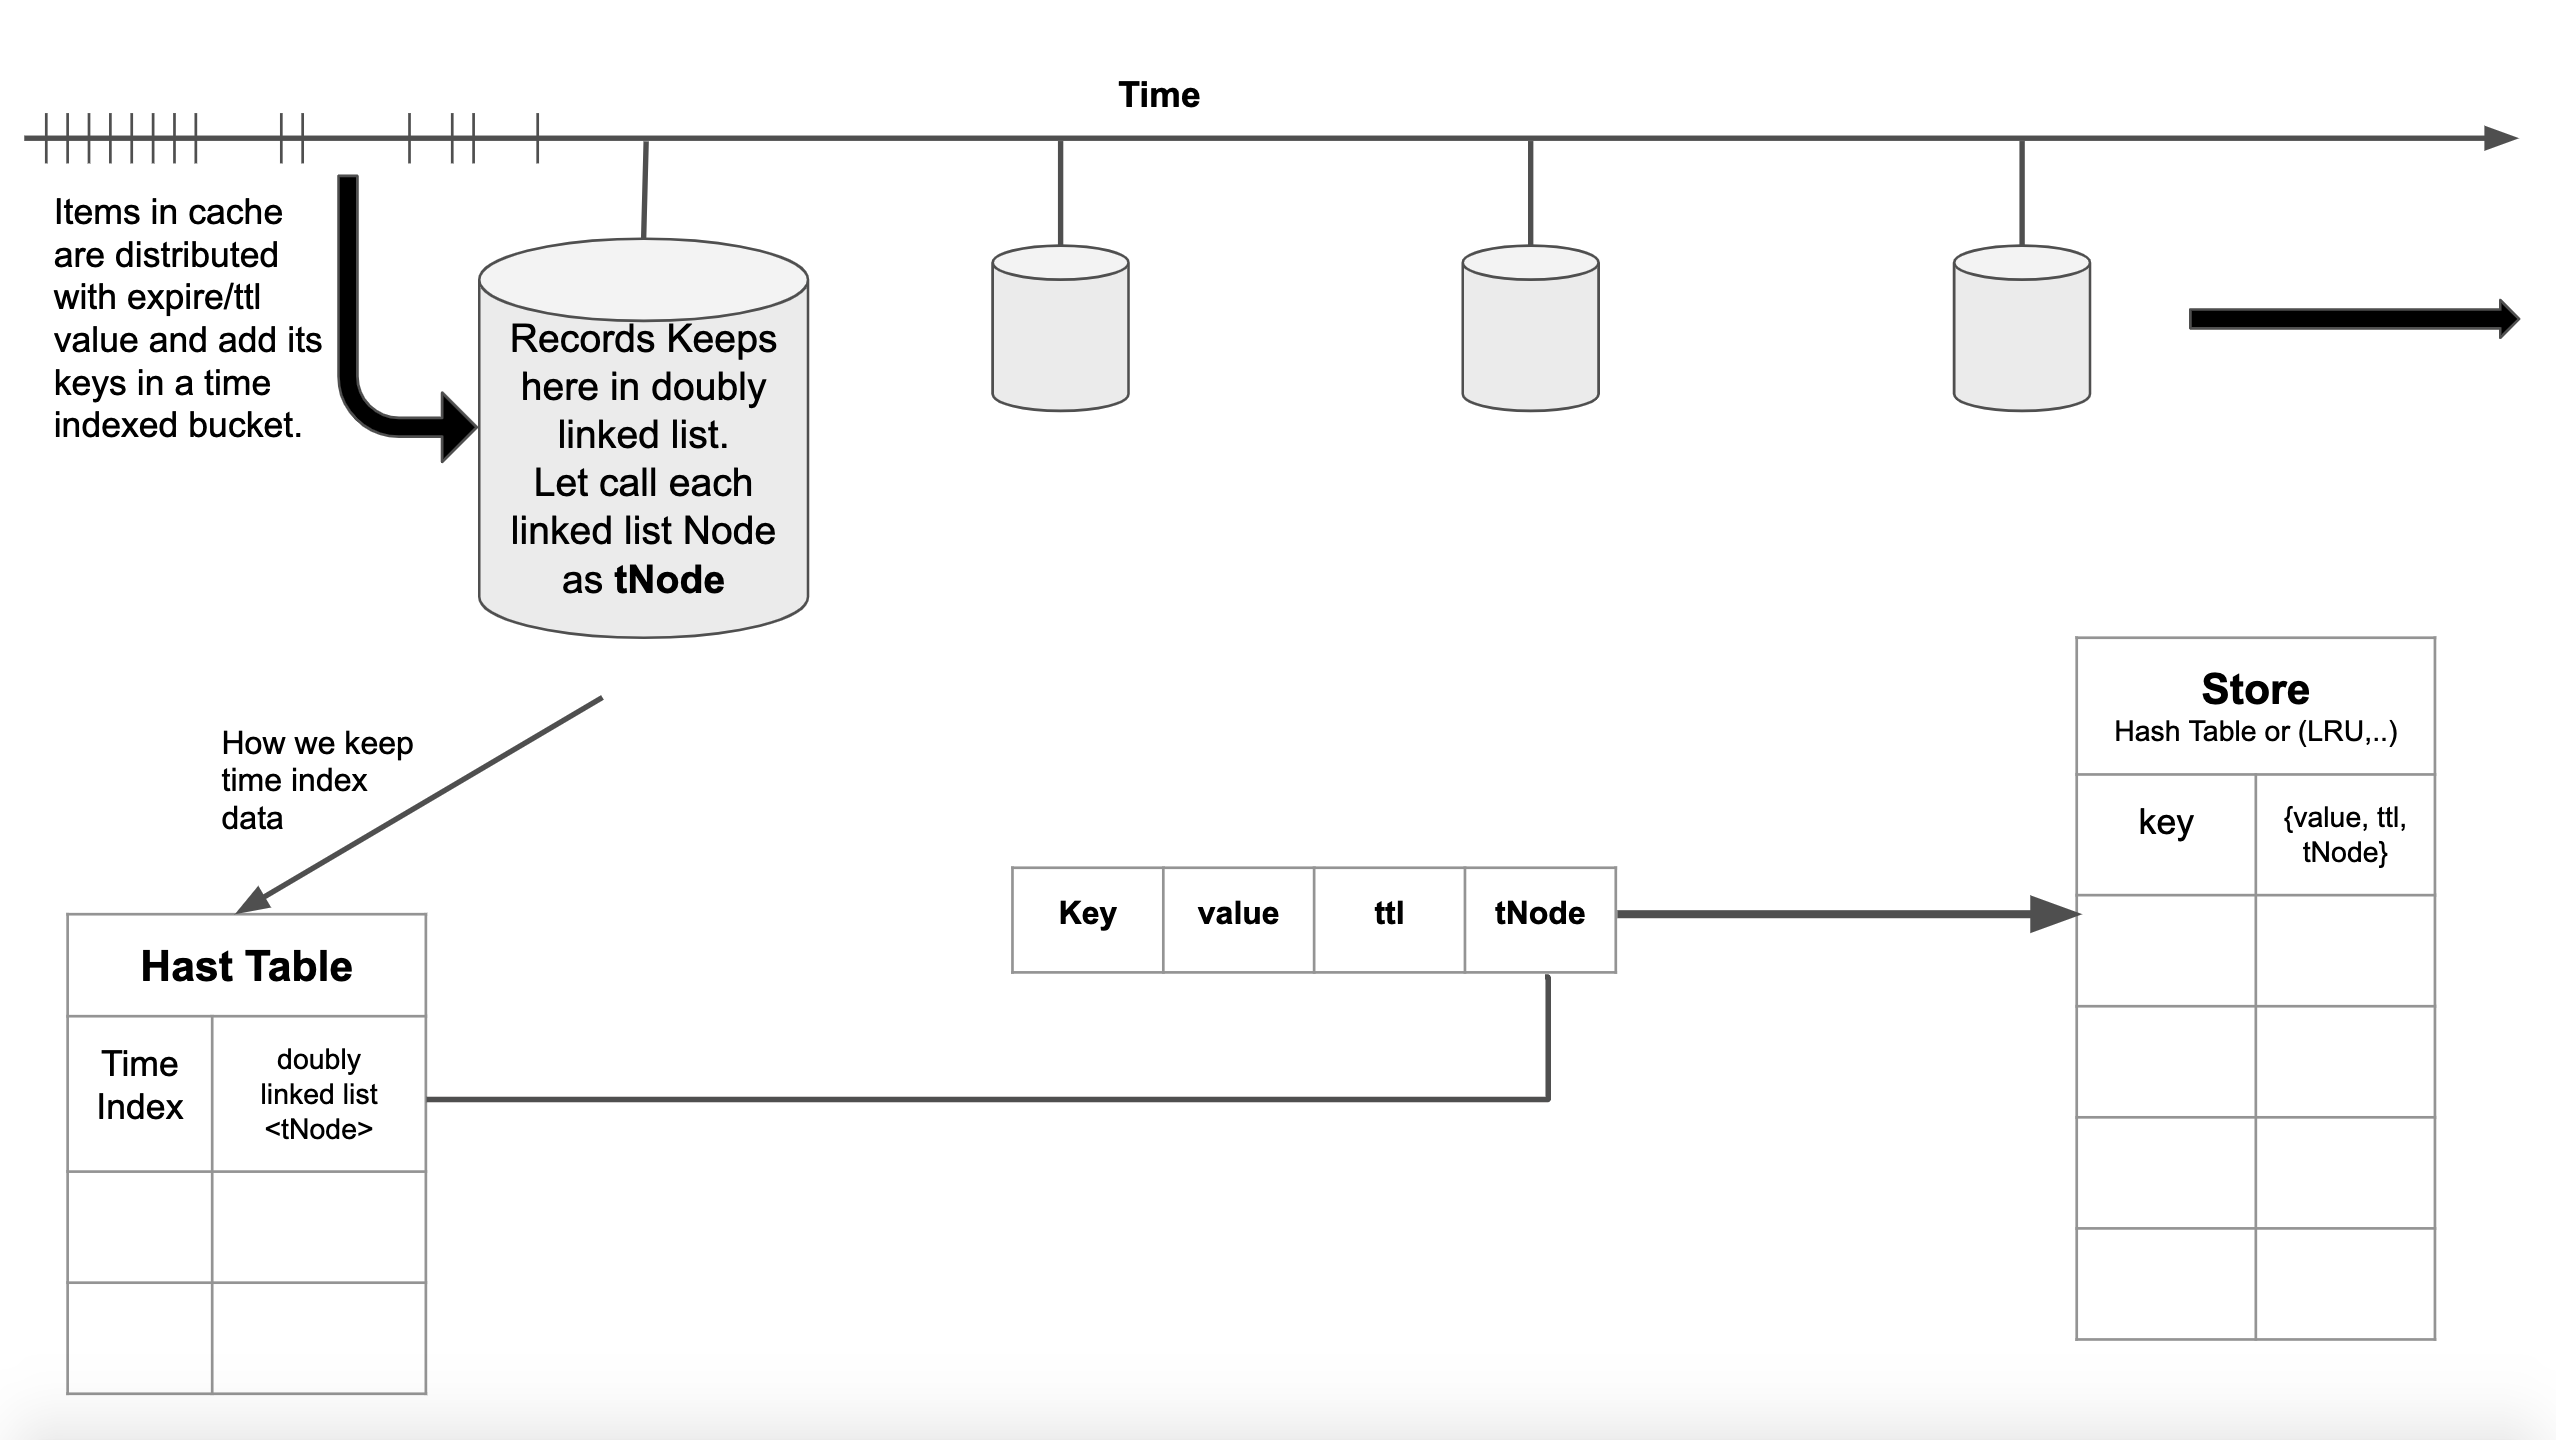 Time
Items in cache
are distributed
with expire/ttl
value and add its
keys in a time
indexed bucket.
Records Keeps
here in doubly
linked list.
Let call each
linked list Node
as tNode
How we keep
time index
data
Hast Table
Time
Index
doubly
linked list
<tNode>
Key
value
ttl
tNode
Store
Hash Table or (LRU,..)
key
{value, ttl,
tNode}